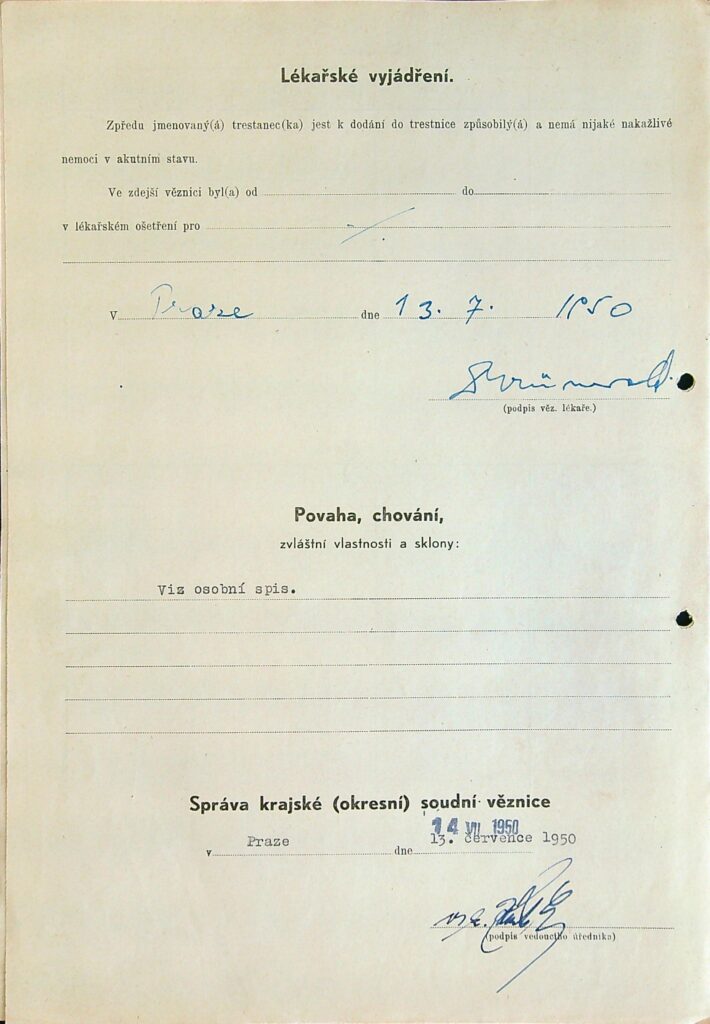 Lékařské vyjádření.
Zpředu jmenovaný(á) trestanec(ka) jest k dodání do trestnice způsobilý(á) a nemá nijaké nakažlivé
nemoci v akutním stavu.
Ve zdejší věznici byl(a) od do
v lékařském ošetření pro
V Praze dne 13. 7. 1950
(podpis věz. lékaře.)
Povaha, chování,
zvláštní vlastnosti a sklony:
Viz osobní spis.
Správa krajské (okresní) soudní věznice
14 VII 1950
v Praze dne 13. července 1950
(podpis vedoucího úředníka)